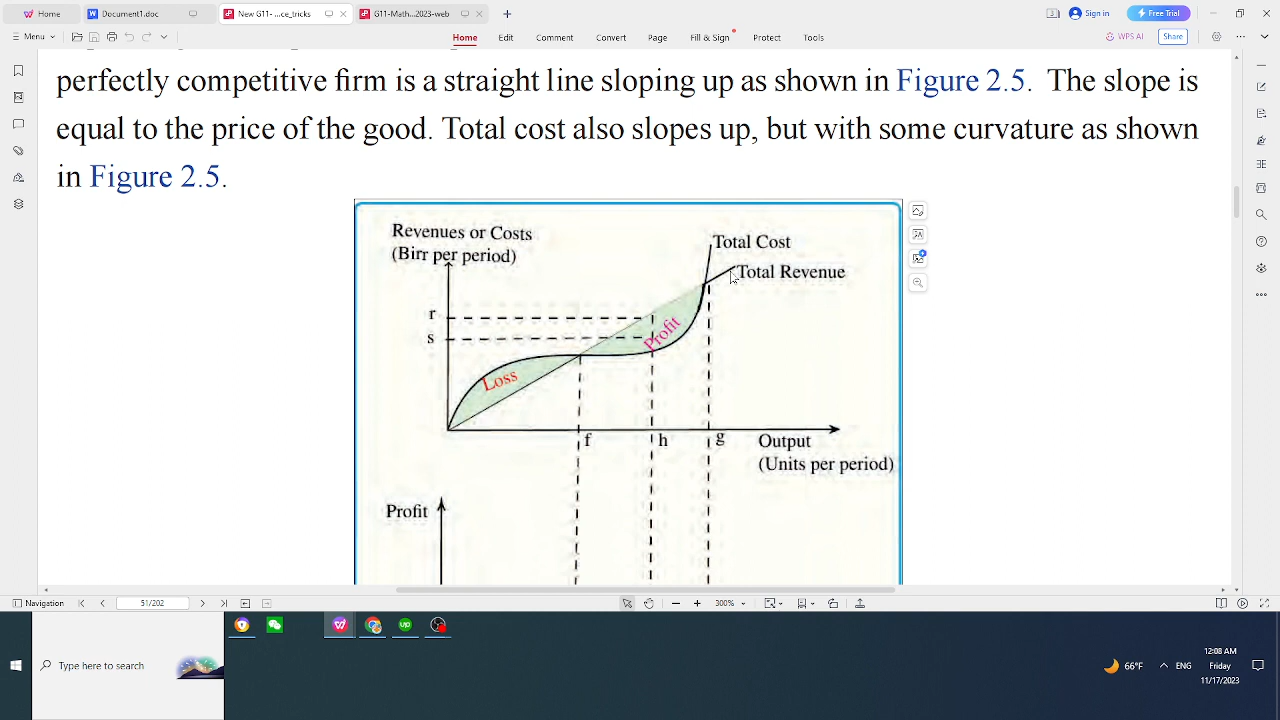 Home
Document1.doc
New G11- ...ce_tricks
G11-Math...2023-web
Sign in
Free Trial
Menu
Home
Edit
Comment
Convert
Page
Fill & Sign
Protect
Tools
WPS AI
Share
perfectly competitive firm is a straight line sloping up as shown in Figure 2.5. The slope is
equal to the price of the good. Total cost also slopes up, but with some curvature as shown
in Figure 2.5.
Revenues or Costs
(Birr per period)
Total Cost
Total Revenue
r
s
Profit
Loss
f
h
g
Output
(Units per period)
Profit
Navigation
51/202
300%
Type here to search
66°F
ENG
12:08 AM
Friday
11/17/2023